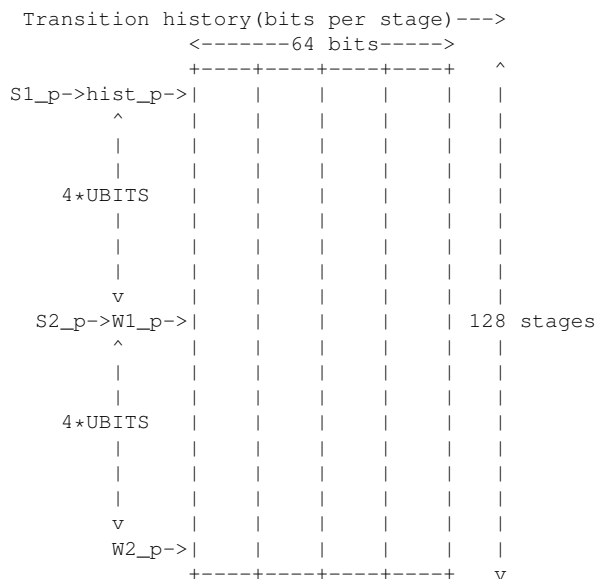 Transition history(bits per stage)--->
              <-------64 bits----->
              +----+----+----+----+   ^
S1_p->hist_p->|    |    |    |    |   |
        ^     |    |    |    |    |   |
        |     |    |    |    |    |   |
        |     |    |    |    |    |   |
    4*UBITS   |    |    |    |    |   |
        |     |    |    |    |    |   |
        |     |    |    |    |    |   |
        |     |    |    |    |    |   |
        v     |    |    |    |    |   |
  S2_p->W1_p->|    |    |    |    | 128 stages
        ^     |    |    |    |    |   |
        |     |    |    |    |    |   |
        |     |    |    |    |    |   |
    4*UBITS   |    |    |    |    |   |
        |     |    |    |    |    |   |
        |     |    |    |    |    |   |
        |     |    |    |    |    |   |
        v     |    |    |    |    |   |
        W2_p->|    |    |    |    |   |
              +----+----+----+----+   v